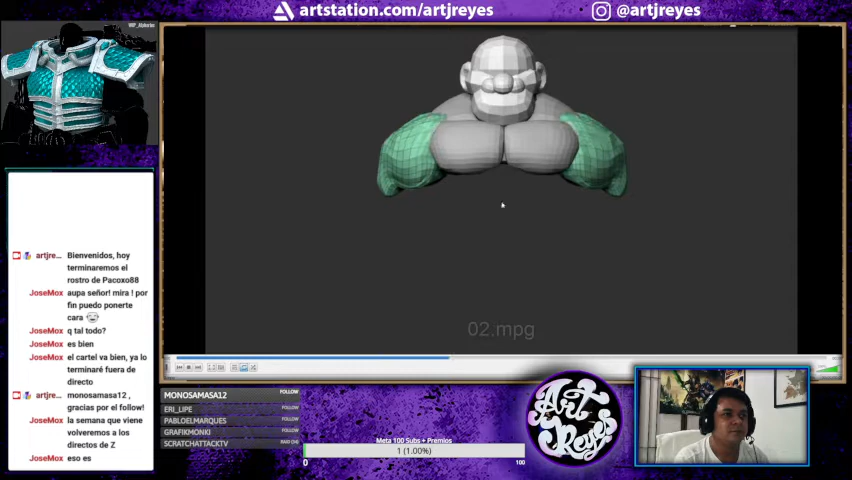 artstation.com/artjreyes
@artjreyes
WIP_Alaberius
artjre... Bienvenidos, hoy
terminaremos el
rostro de Pacoxo88
JoseMox aupa señor! mira ! por
fin puedo ponerte
cara
JoseMox q tal todo?
JoseMox es bien
JoseMox el cartel va bien, ya lo
terminaré fuera de
directo
artjre... monosamasa12 ,
gracias por el follow!
JoseMox la semana que viene
volveremos a los
directos de Z
JoseMox eso es
02.mpg
MONOSAMASA12 FOLLOW
ERI_LIPE FOLLOW
PABLOELMARQUES FOLLOW
GRAFIKMONKI FOLLOW
SCRATCHATTACKTV
Meta 100 Subs + Premios
1 (1.00%)
0 100
Art
Reyes